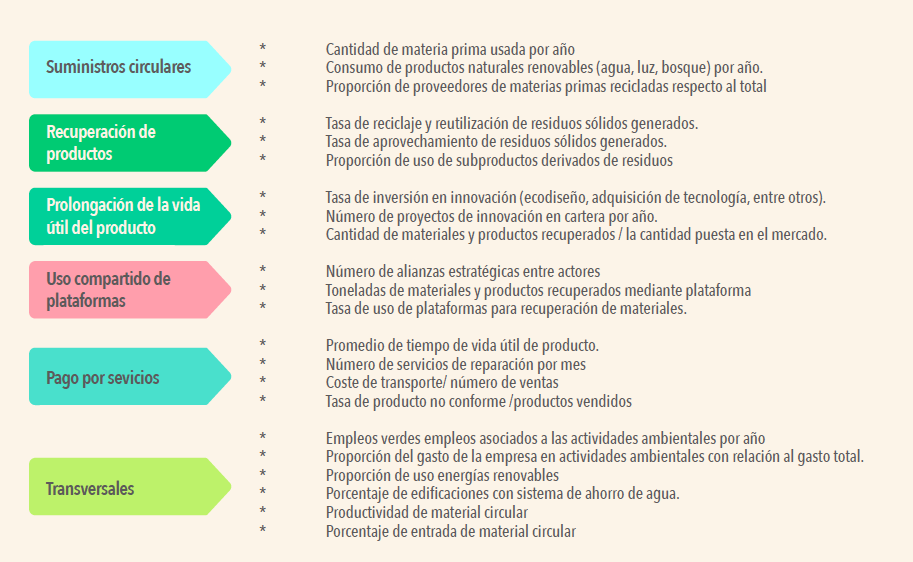 Suministros circulares
* Cantidad de materia prima usada por año
* Consumo de productos naturales renovables (agua, luz, bosque) por año.
* Proporción de proveedores de materias primas recicladas respecto al total
Recuperación de
productos
* Tasa de reciclaje y reutilización de residuos sólidos generados.
* Tasa de aprovechamiento de residuos sólidos generados.
* Proporción de uso de subproductos derivados de residuos
Prolongación de la vida
útil del producto
* Tasa de inversión en innovación (ecodiseño, adquisición de tecnología, entre otros).
* Número de proyectos de innovación en cartera por año.
* Cantidad de materiales y productos recuperados / la cantidad puesta en el mercado.
Uso compartido de
plataformas
* Número de alianzas estratégicas entre actores
* Toneladas de materiales y productos recuperados mediante plataforma
* Tasa de uso de plataformas para recuperación de materiales.
Pago por sevicios
* Promedio de tiempo de vida útil de producto.
* Número de servicios de reparación por mes
* Coste de transporte/ número de ventas
* Tasa de producto no conforme /productos vendidos
Transversales
* Empleos verdes empleos asociados a las actividades ambientales por año
* Proporción del gasto de la empresa en actividades ambientales con relación al gasto total.
* Proporción de uso energías renovables
* Porcentaje de edificaciones con sistema de ahorro de agua.
* Productividad de material circular
* Porcentaje de entrada de material circular